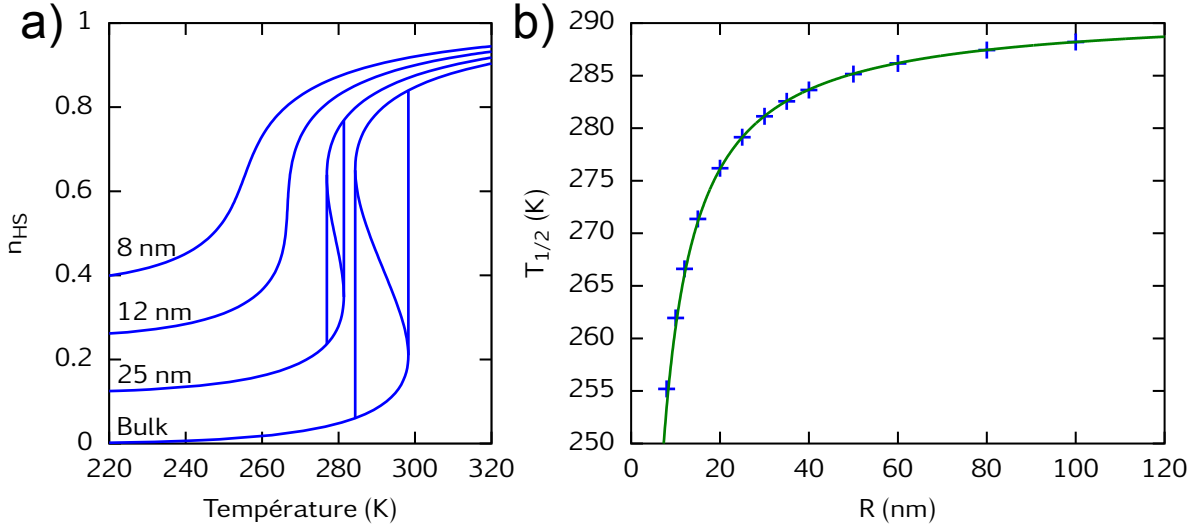 a)
1
0.8
0.6
0.4
0.2
0
n_HS
8 nm
12 nm
25 nm
Bulk
220 240 260 280 300 320
Température (K)
b)
290
285
280
275
270
265
260
255
250
T_1/2 (K)
0 20 40 60 80 100 120
R (nm)